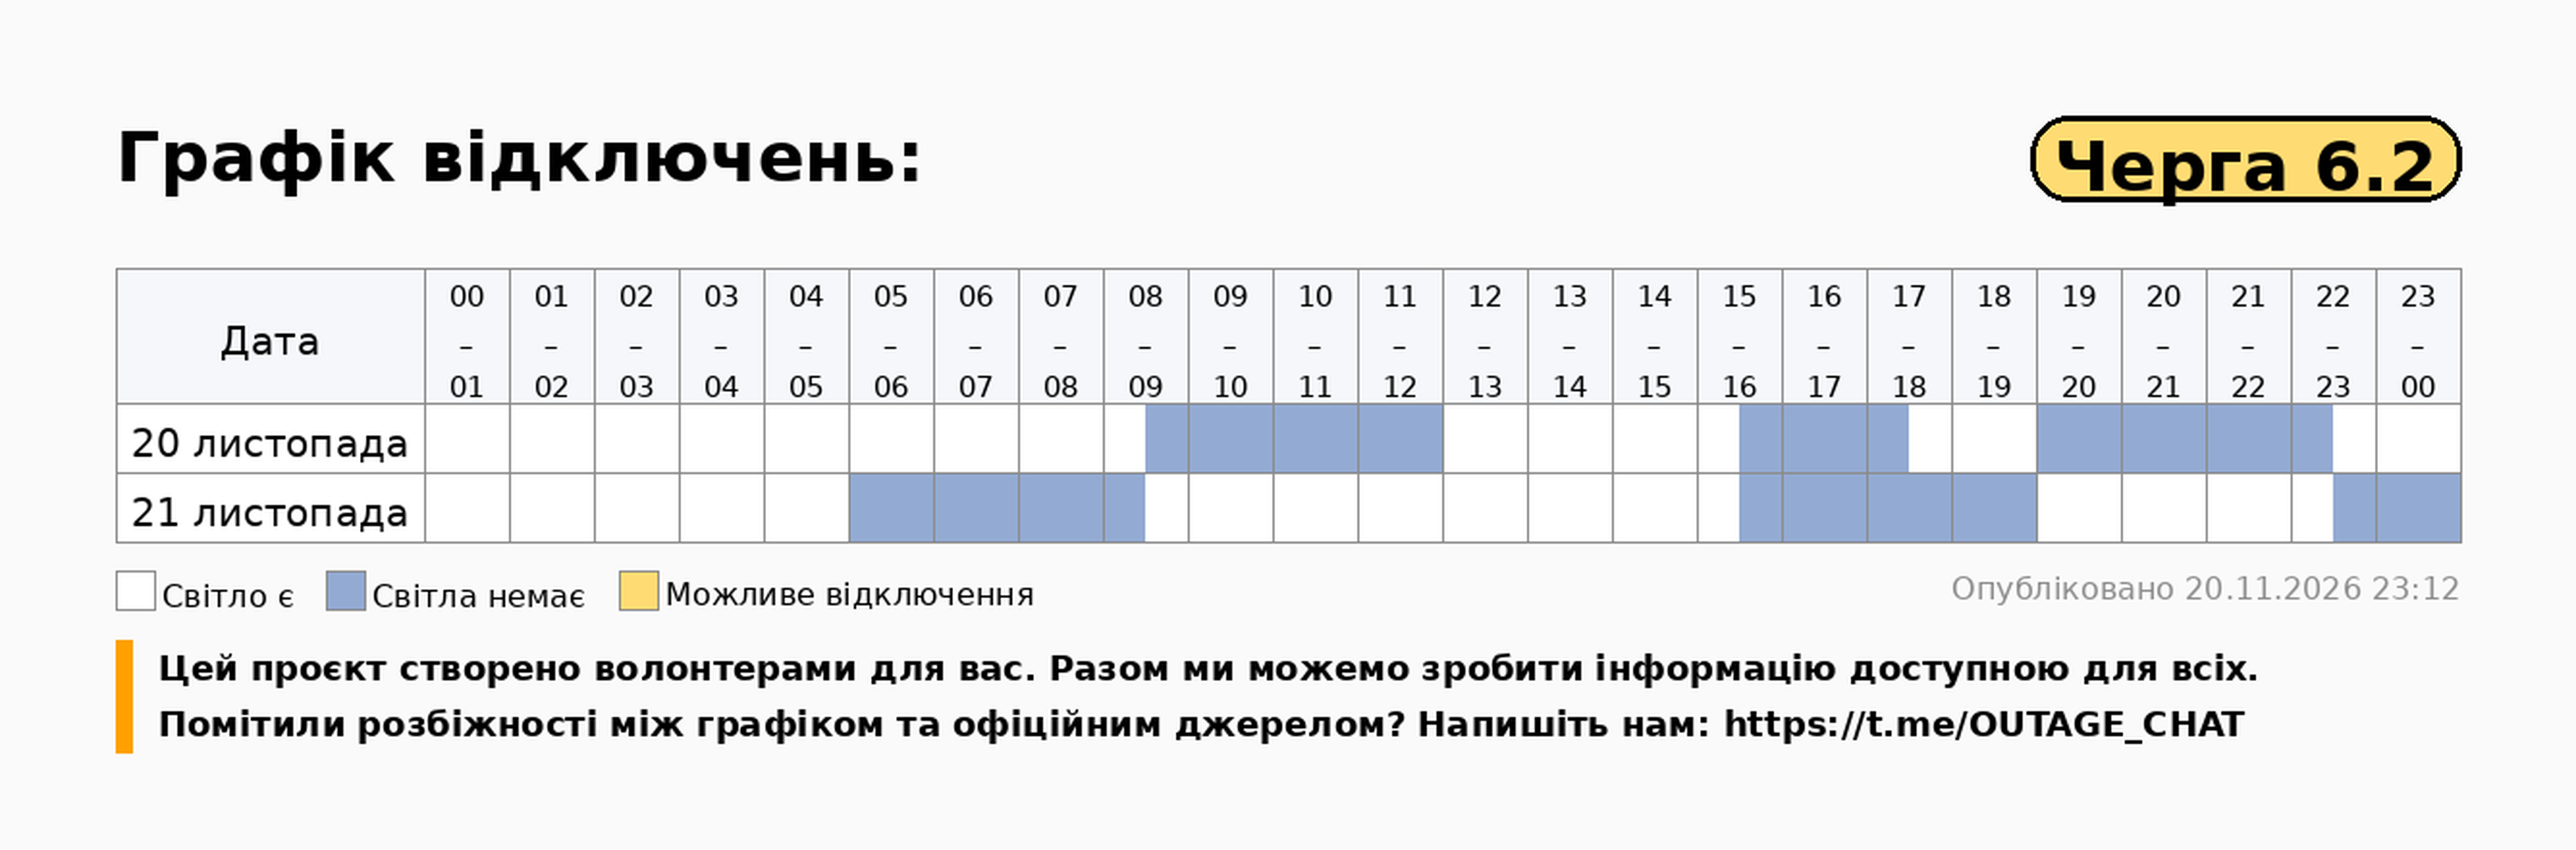 Графік відключень:
Черга 6.2
Дата
00 – 01
01 – 02
02 – 03
03 – 04
04 – 05
05 – 06
06 – 07
07 – 08
08 – 09
09 – 10
10 – 11
11 – 12
12 – 13
13 – 14
14 – 15
15 – 16
16 – 17
17 – 18
18 – 19
19 – 20
20 – 21
21 – 22
22 – 23
23 – 00
20 листопада
21 листопада
Світло є
Світла немає
Можливе відключення
Опубліковано 20.11.2026 23:12
Цей проєкт створено волонтерами для вас. Разом ми можемо зробити інформацію доступною для всіх.
Помітили розбіжності між графіком та офіційним джерелом? Напишіть нам: https://t.me/OUTAGE_CHAT